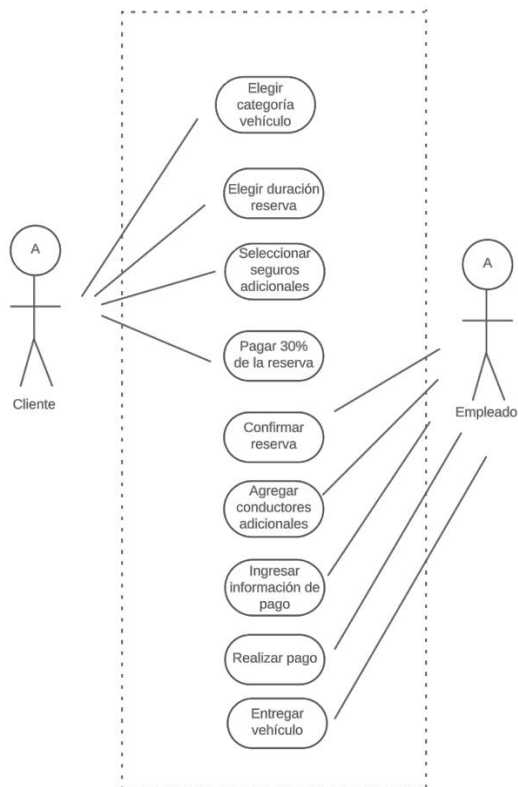 Elegir
categoría
vehículo
Elegir duración
reserva
A
Seleccionar
seguros
adicionales
A
Pagar 30%
de la reserva
Cliente
Empleado
Confirmar
reserva
Agregar
conductores
adicionales
Ingresar
información de
pago
Realizar pago
Entregar
vehículo